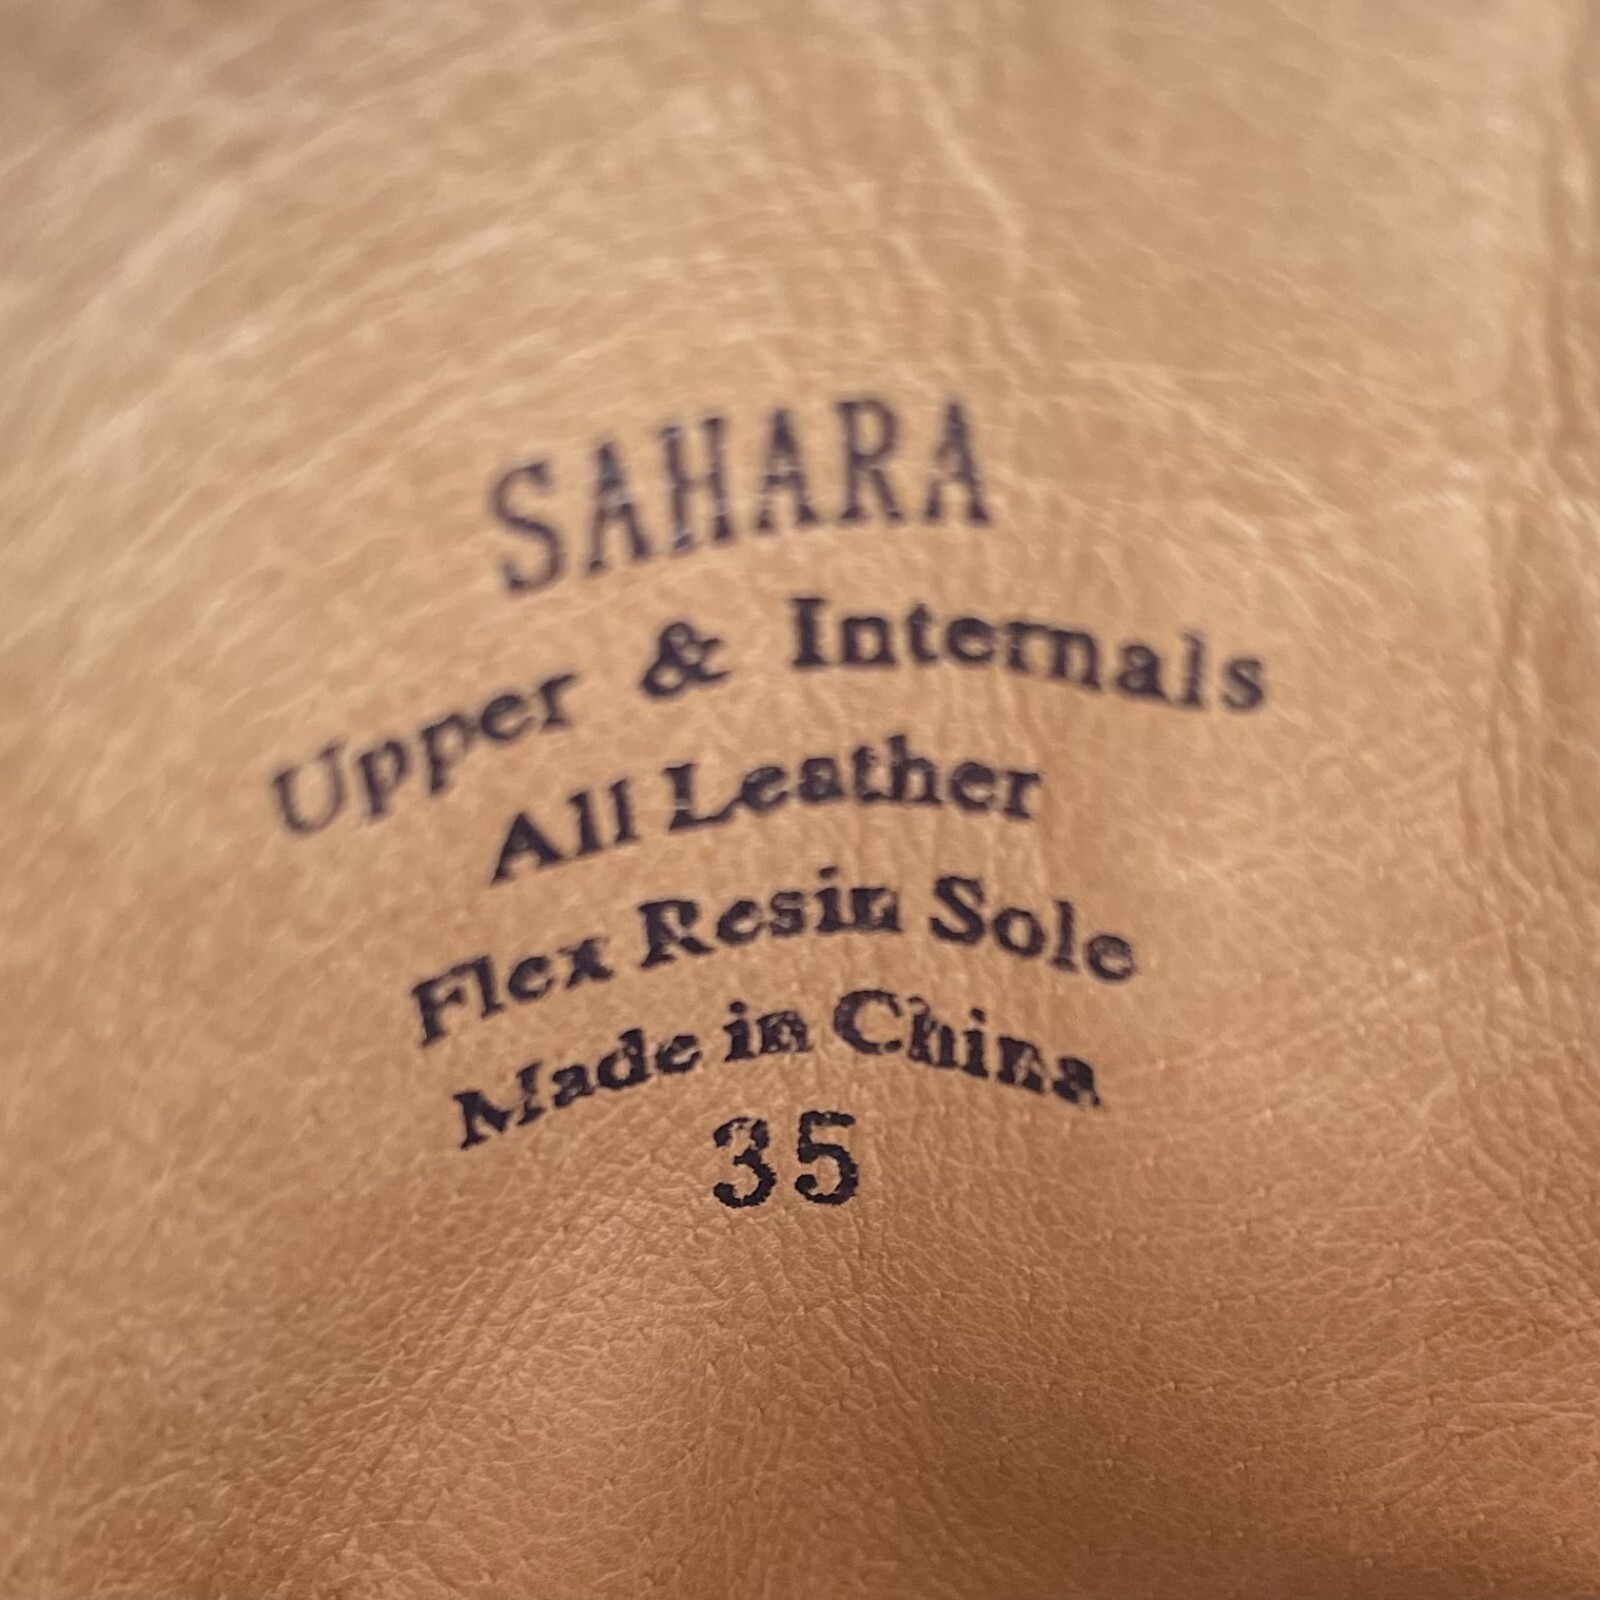 SAHARA
Upper & Internals
All Leather
Flex Resin Sole
Made in China
35